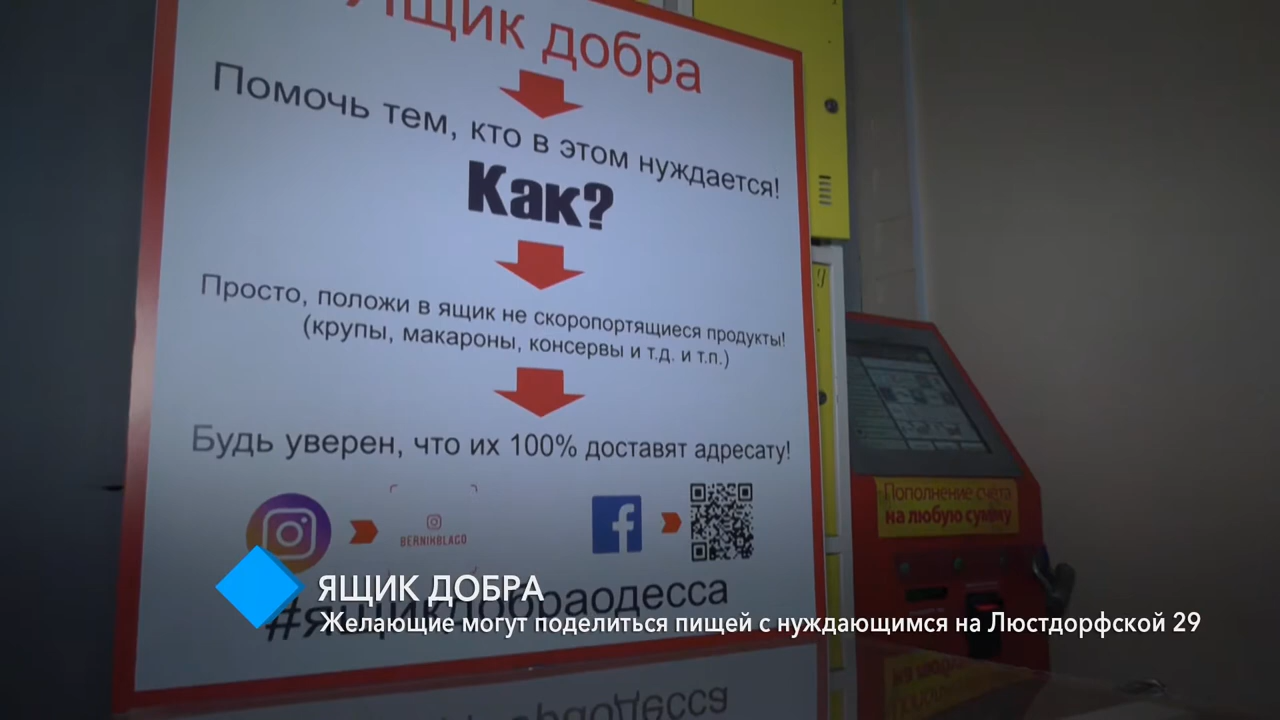 Ящик добра
Помочь тем, кто в этом нуждается!
Как?
Просто, положи в ящик не скоропортящиеся продукты!
(крупы, макароны, консервы и т.д. и т.п.)
Будь уверен, что их 100% доставят адресату!
BERNIKBLAGO
#ящикдобраодесса
Пополнение счета
на любую сумму
ЯЩИК ДОБРА
Желающие могут поделиться пищей с нуждающимся на Люстдорфской 29